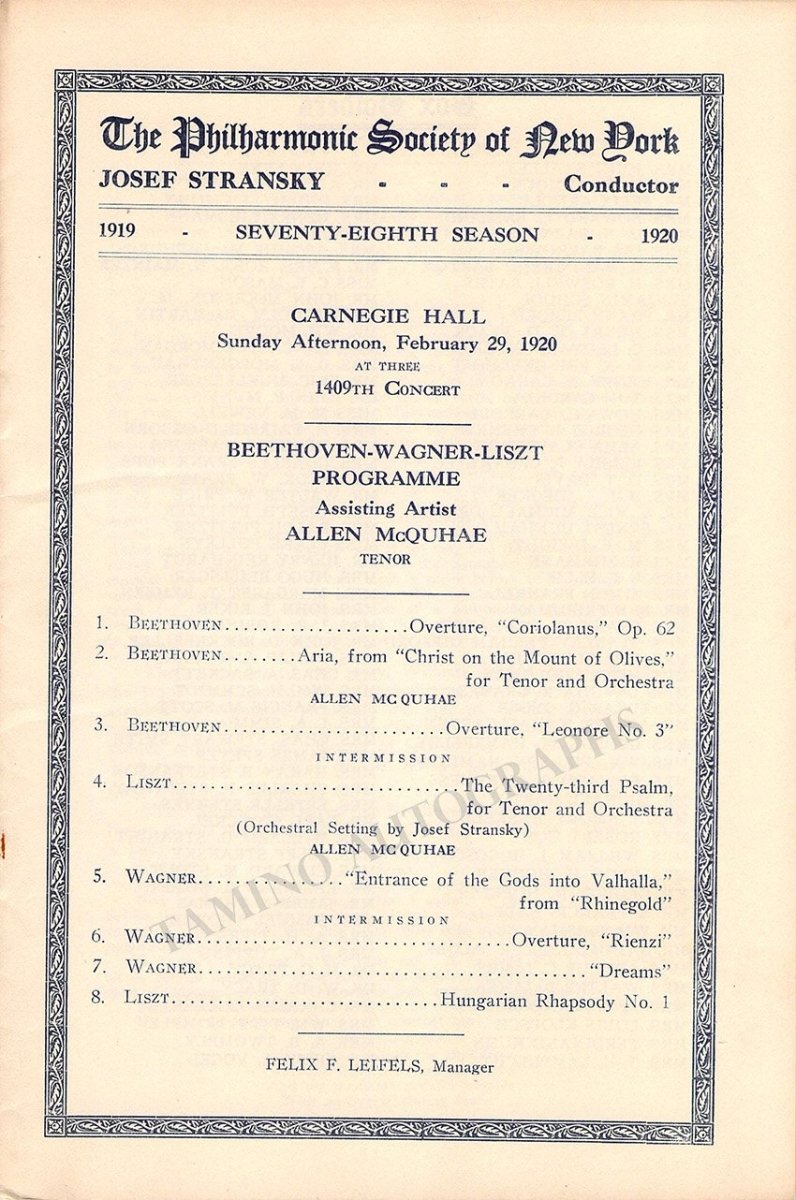 The Philharmonic Society of New York
JOSEF STRANSKY - - - Conductor
1919 - SEVENTY-EIGHTH SEASON - 1920
CARNEGIE HALL
Sunday Afternoon, February 29, 1920
AT THREE
1409TH CONCERT
BEETHOVEN-WAGNER-LISZT
PROGRAMME
Assisting Artist
ALLEN McQUHAE
TENOR
1. BEETHOVEN....................Overture, "Coriolanus," Op. 62
2. BEETHOVEN........Aria, from "Christ on the Mount of Olives,"
for Tenor and Orchestra
ALLEN MC QUHAE
3. BEETHOVEN........................Overture, "Leonore No. 3"
INTERMISSION
4. LISZT...............................The Twenty-third Psalm,
for Tenor and Orchestra
(Orchestral Setting by Josef Stransky)
ALLEN MC QUHAE
5. WAGNER................"Entrance of the Gods into Valhalla,"
from "Rhinegold"
INTERMISSION
6. WAGNER..................................Overture, "Rienzi"
7. WAGNER.........................................."Dreams"
8. LISZT.............................Hungarian Rhapsody No. 1
FELIX F. LEIFELS, Manager
TAMINO AUTOGRAPHS